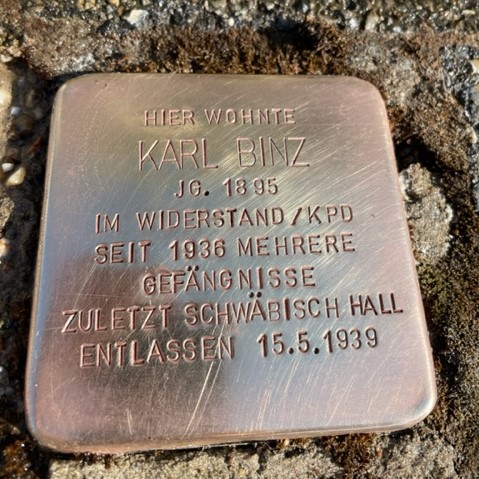 HIER WOHNTE
KARL BINZ
JG. 1895
IM WIDERSTAND/KPD
SEIT 1936 MEHRERE
GEFÄNGNISSE
ZULETZT SCHWÄBISCH HALL
ENTLASSEN 15.5.1939